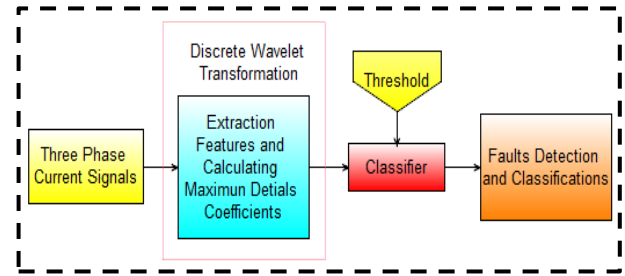 Discrete Wavelet
Transformation
Threshold
Three Phase
Current Signals
Extraction
Features and
Calculating
Maximun Detials
Coefficients
Classifier
Faults Detection
and Classifications